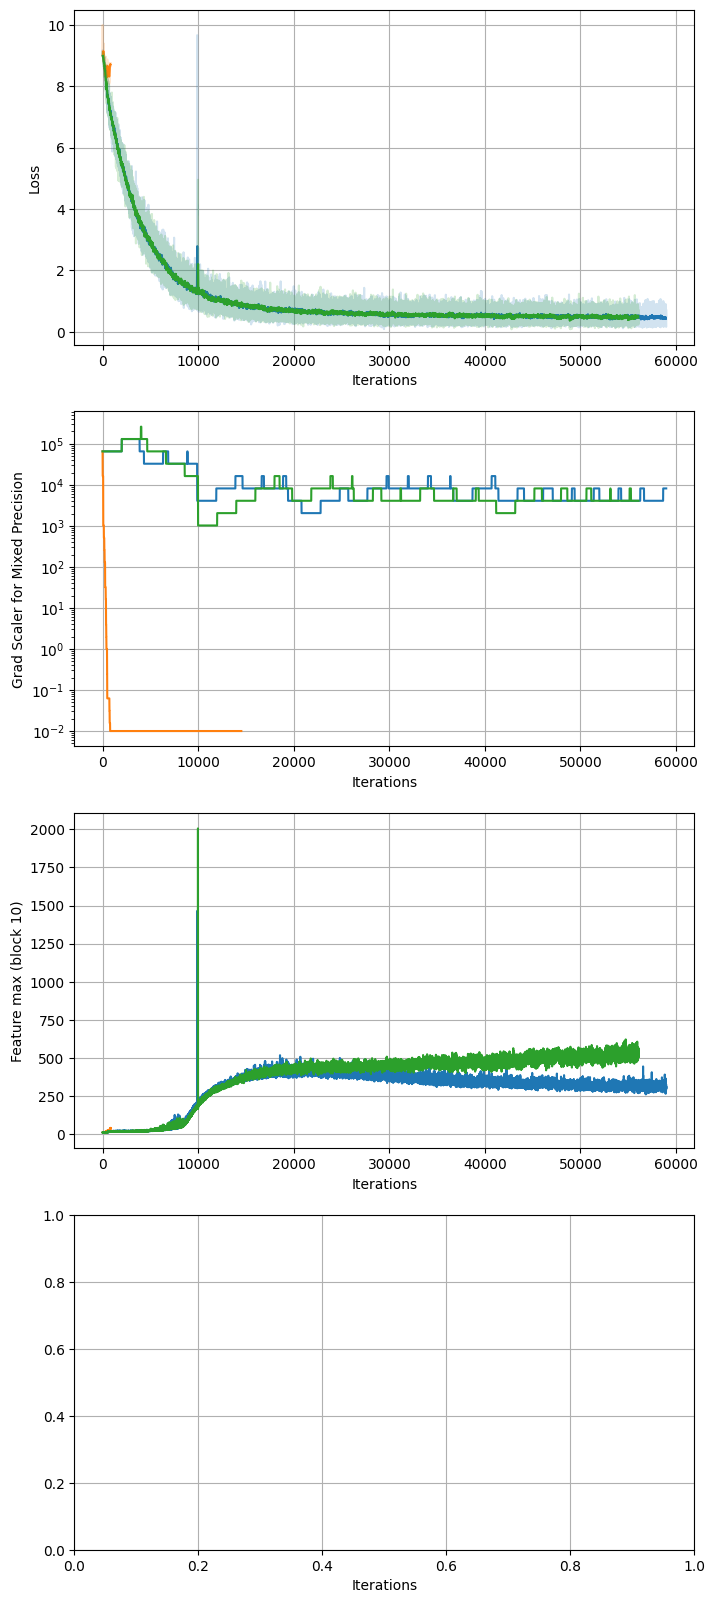 10
8
6
4
2
0
Loss
0 10000 20000 30000 40000 50000 60000
Iterations
10^5
10^4
10^3
10^2
10^1
10^0
10^-1
10^-2
Grad Scaler for Mixed Precision
0 10000 20000 30000 40000 50000 60000
Iterations
2000
1750
1500
1250
1000
750
500
250
0
Feature max (block 10)
0 10000 20000 30000 40000 50000 60000
Iterations
1.0
0.8
0.6
0.4
0.2
0.0
0.0 0.2 0.4 0.6 0.8 1.0
Iterations